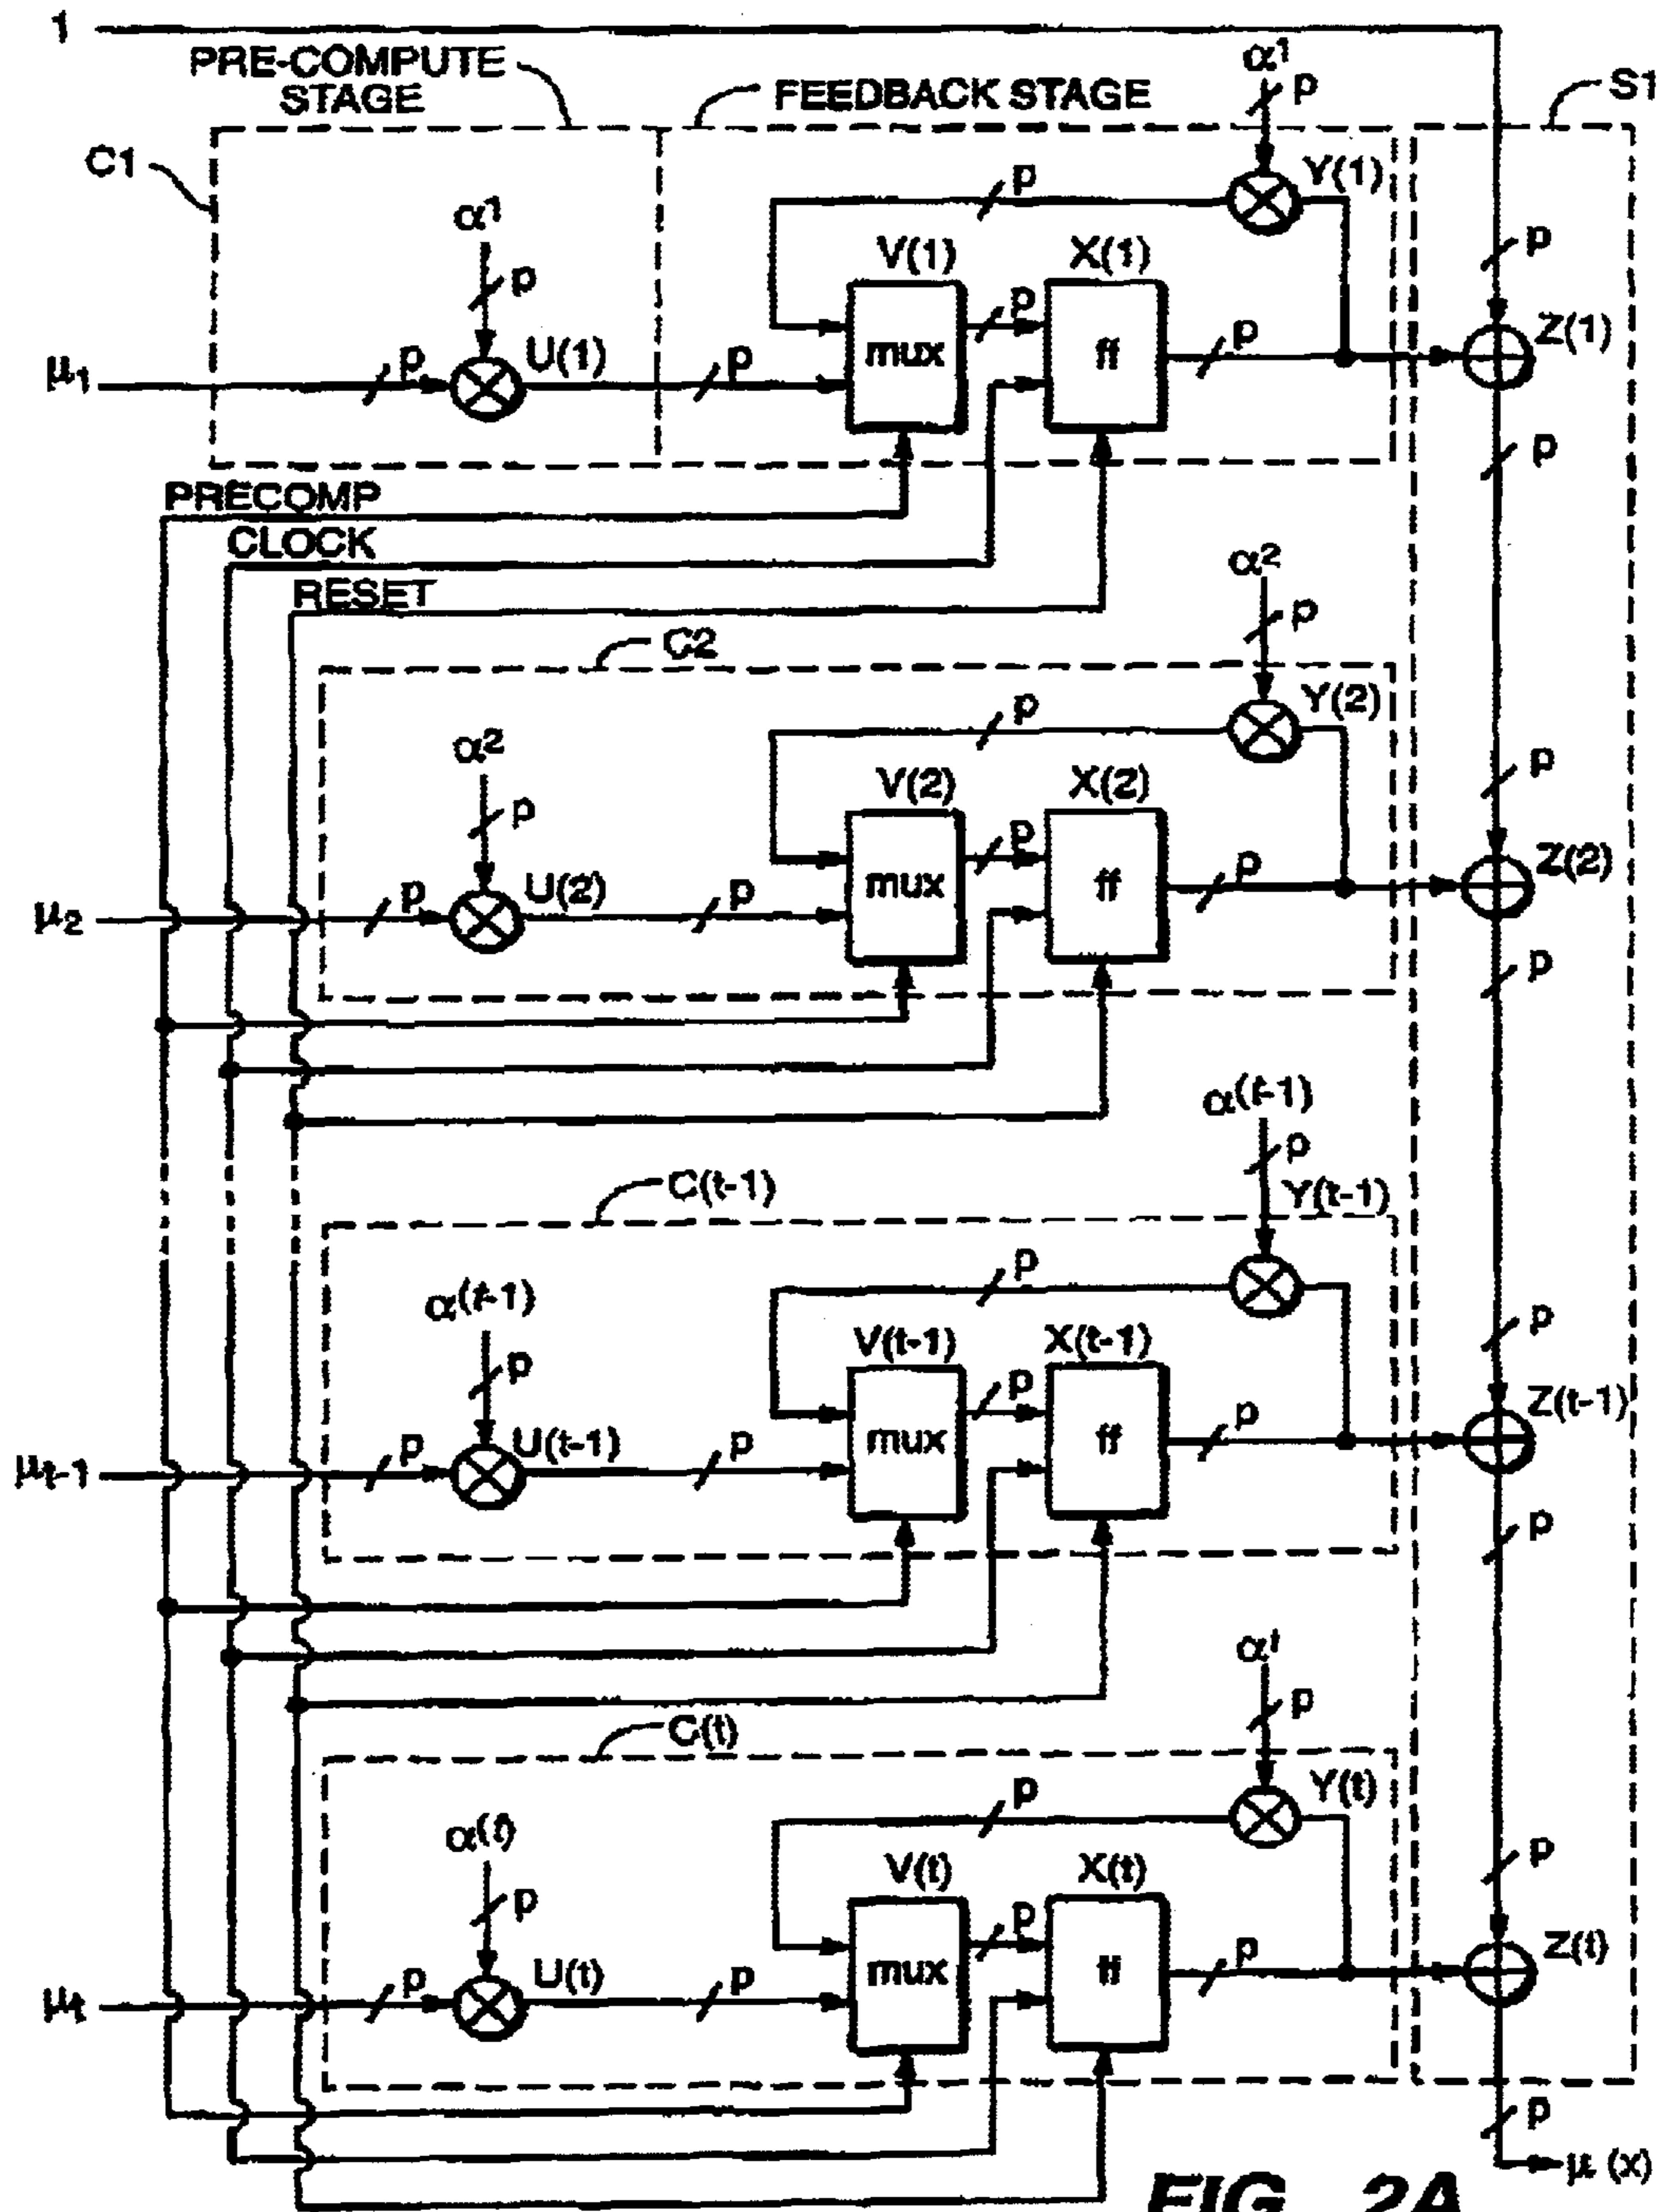 1
PRE-COMPUTE
STAGE
FEEDBACK STAGE
α¹
p
S1
C1
p
Y(1)
α¹
p
V(1)
X(1)
p
μ₁
p
U(1)
p
mux
p
ff
p
Z(1)
p
PRECOMP
CLOCK
RESET
α²
p
C2
p
Y(2)
α²
p
V(2)
X(2)
p
μ₂
p
U(2)
p
mux
p
ff
p
Z(2)
p
α(t-1)
p
C(t-1)
Y(t-1)
p
α(t-1)
p
V(t-1)
X(t-1)
p
μt-1
p
U(t-1)
p
mux
p
ff
p
Z(t-1)
p
αᵗ
p
C(t)
p
Y(t)
α(t)
p
V(t)
X(t)
p
μt
p
U(t)
p
mux
p
ff
p
Z(t)
p
μ (x)
FIG. 2A